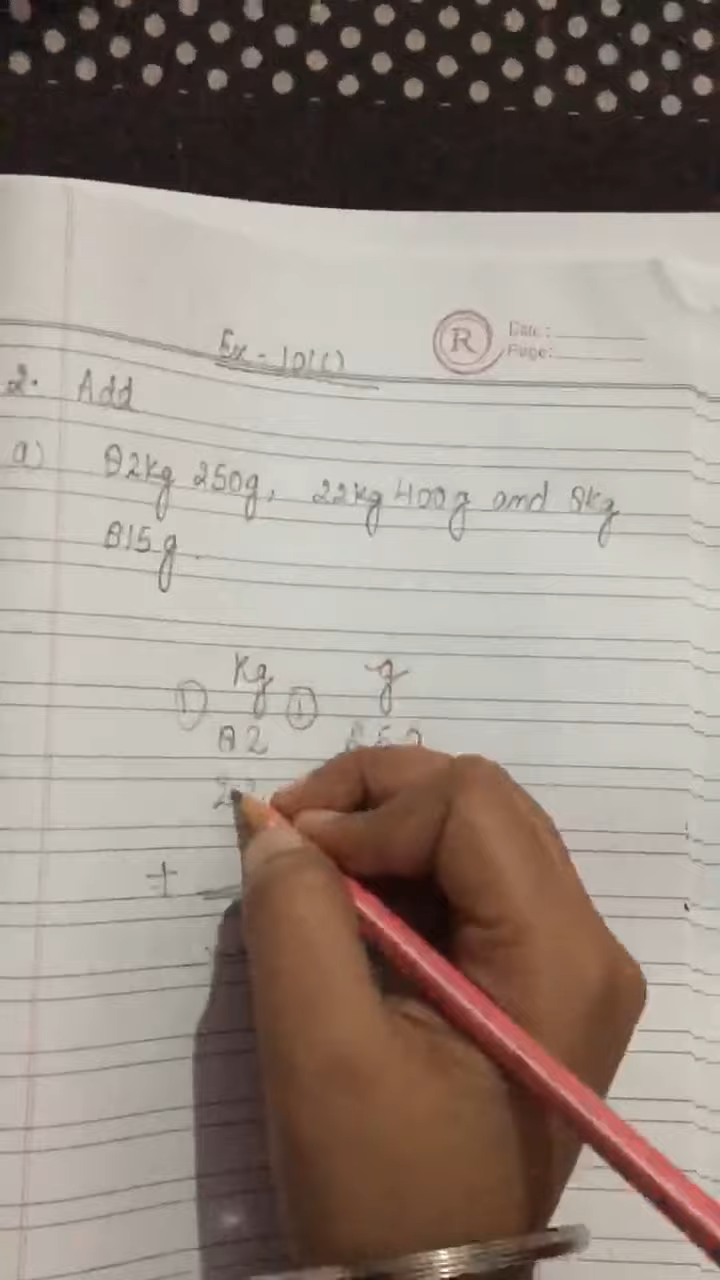 Ex - 10(c)
R
Date:
Page:
2. Add
a) 82kg 250g, 22kg 400g and 8kg
815g.
kg g
1 1
82
+